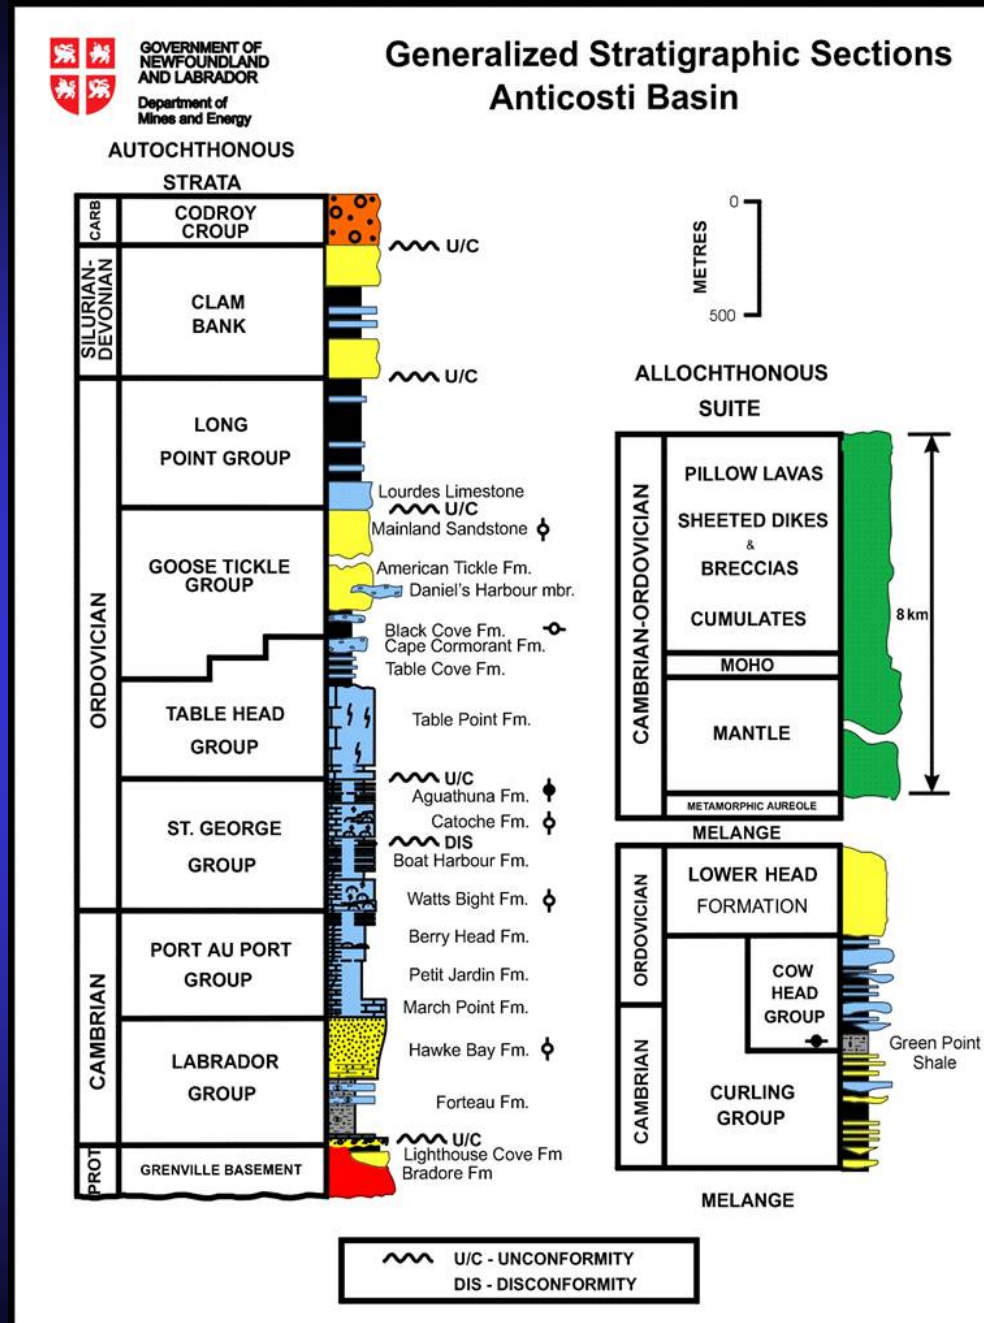 GOVERNMENT OF
NEWFOUNDLAND
AND LABRADOR
Department of
Mines and Energy
Generalized Stratigraphic Sections
Anticosti Basin
AUTOCHTHONOUS
STRATA
CARB
CODROY
CROUP
U/C
SILURIAN-
DEVONIAN
CLAM
BANK
U/C
ORDOVICIAN
LONG
POINT GROUP
Lourdes Limestone
U/C
Mainland Sandstone
GOOSE TICKLE
GROUP
American Tickle Fm.
Daniel's Harbour mbr.
Black Cove Fm.
Cape Cormorant Fm.
Table Cove Fm.
TABLE HEAD
GROUP
Table Point Fm.
U/C
Aguathuna Fm.
ST. GEORGE
GROUP
Catoche Fm.
DIS
Boat Harbour Fm.
Watts Bight Fm.
CAMBRIAN
PORT AU PORT
GROUP
Berry Head Fm.
Petit Jardin Fm.
March Point Fm.
LABRADOR
GROUP
Hawke Bay Fm.
Forteau Fm.
U/C
Lighthouse Cove Fm
Bradore Fm
PROT
GRENVILLE BASEMENT
METRES
0
500
ALLOCHTHONOUS
SUITE
CAMBRIAN-ORDOVICIAN
PILLOW LAVAS
SHEETED DIKES
&
BRECCIAS
CUMULATES
MOHO
MANTLE
METAMORPHIC AUREOLE
8 km
MELANGE
ORDOVICIAN
LOWER HEAD
FORMATION
COW
HEAD
GROUP
Green Point
Shale
CAMBRIAN
CURLING
GROUP
MELANGE
U/C - UNCONFORMITY
DIS - DISCONFORMITY